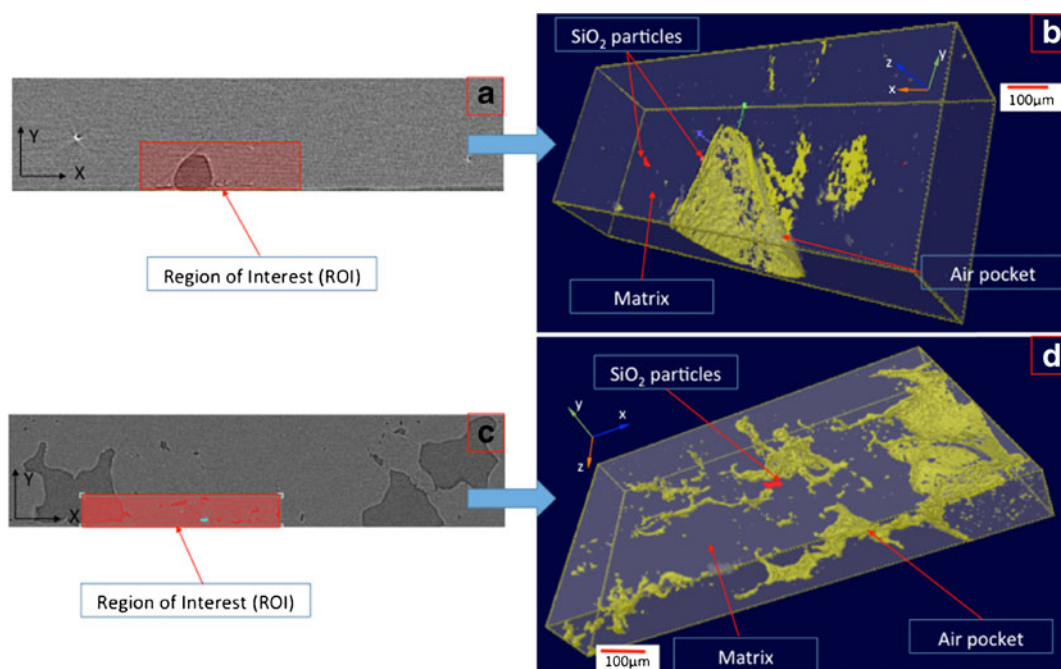 a
Y
X
Region of Interest (ROI)
SiO₂ particles
b
y
z
x
100μm
x
Matrix
Air pocket
c
Y
X
Region of Interest (ROI)
SiO₂ particles
d
y
x
z
100μm
Matrix
Air pocket